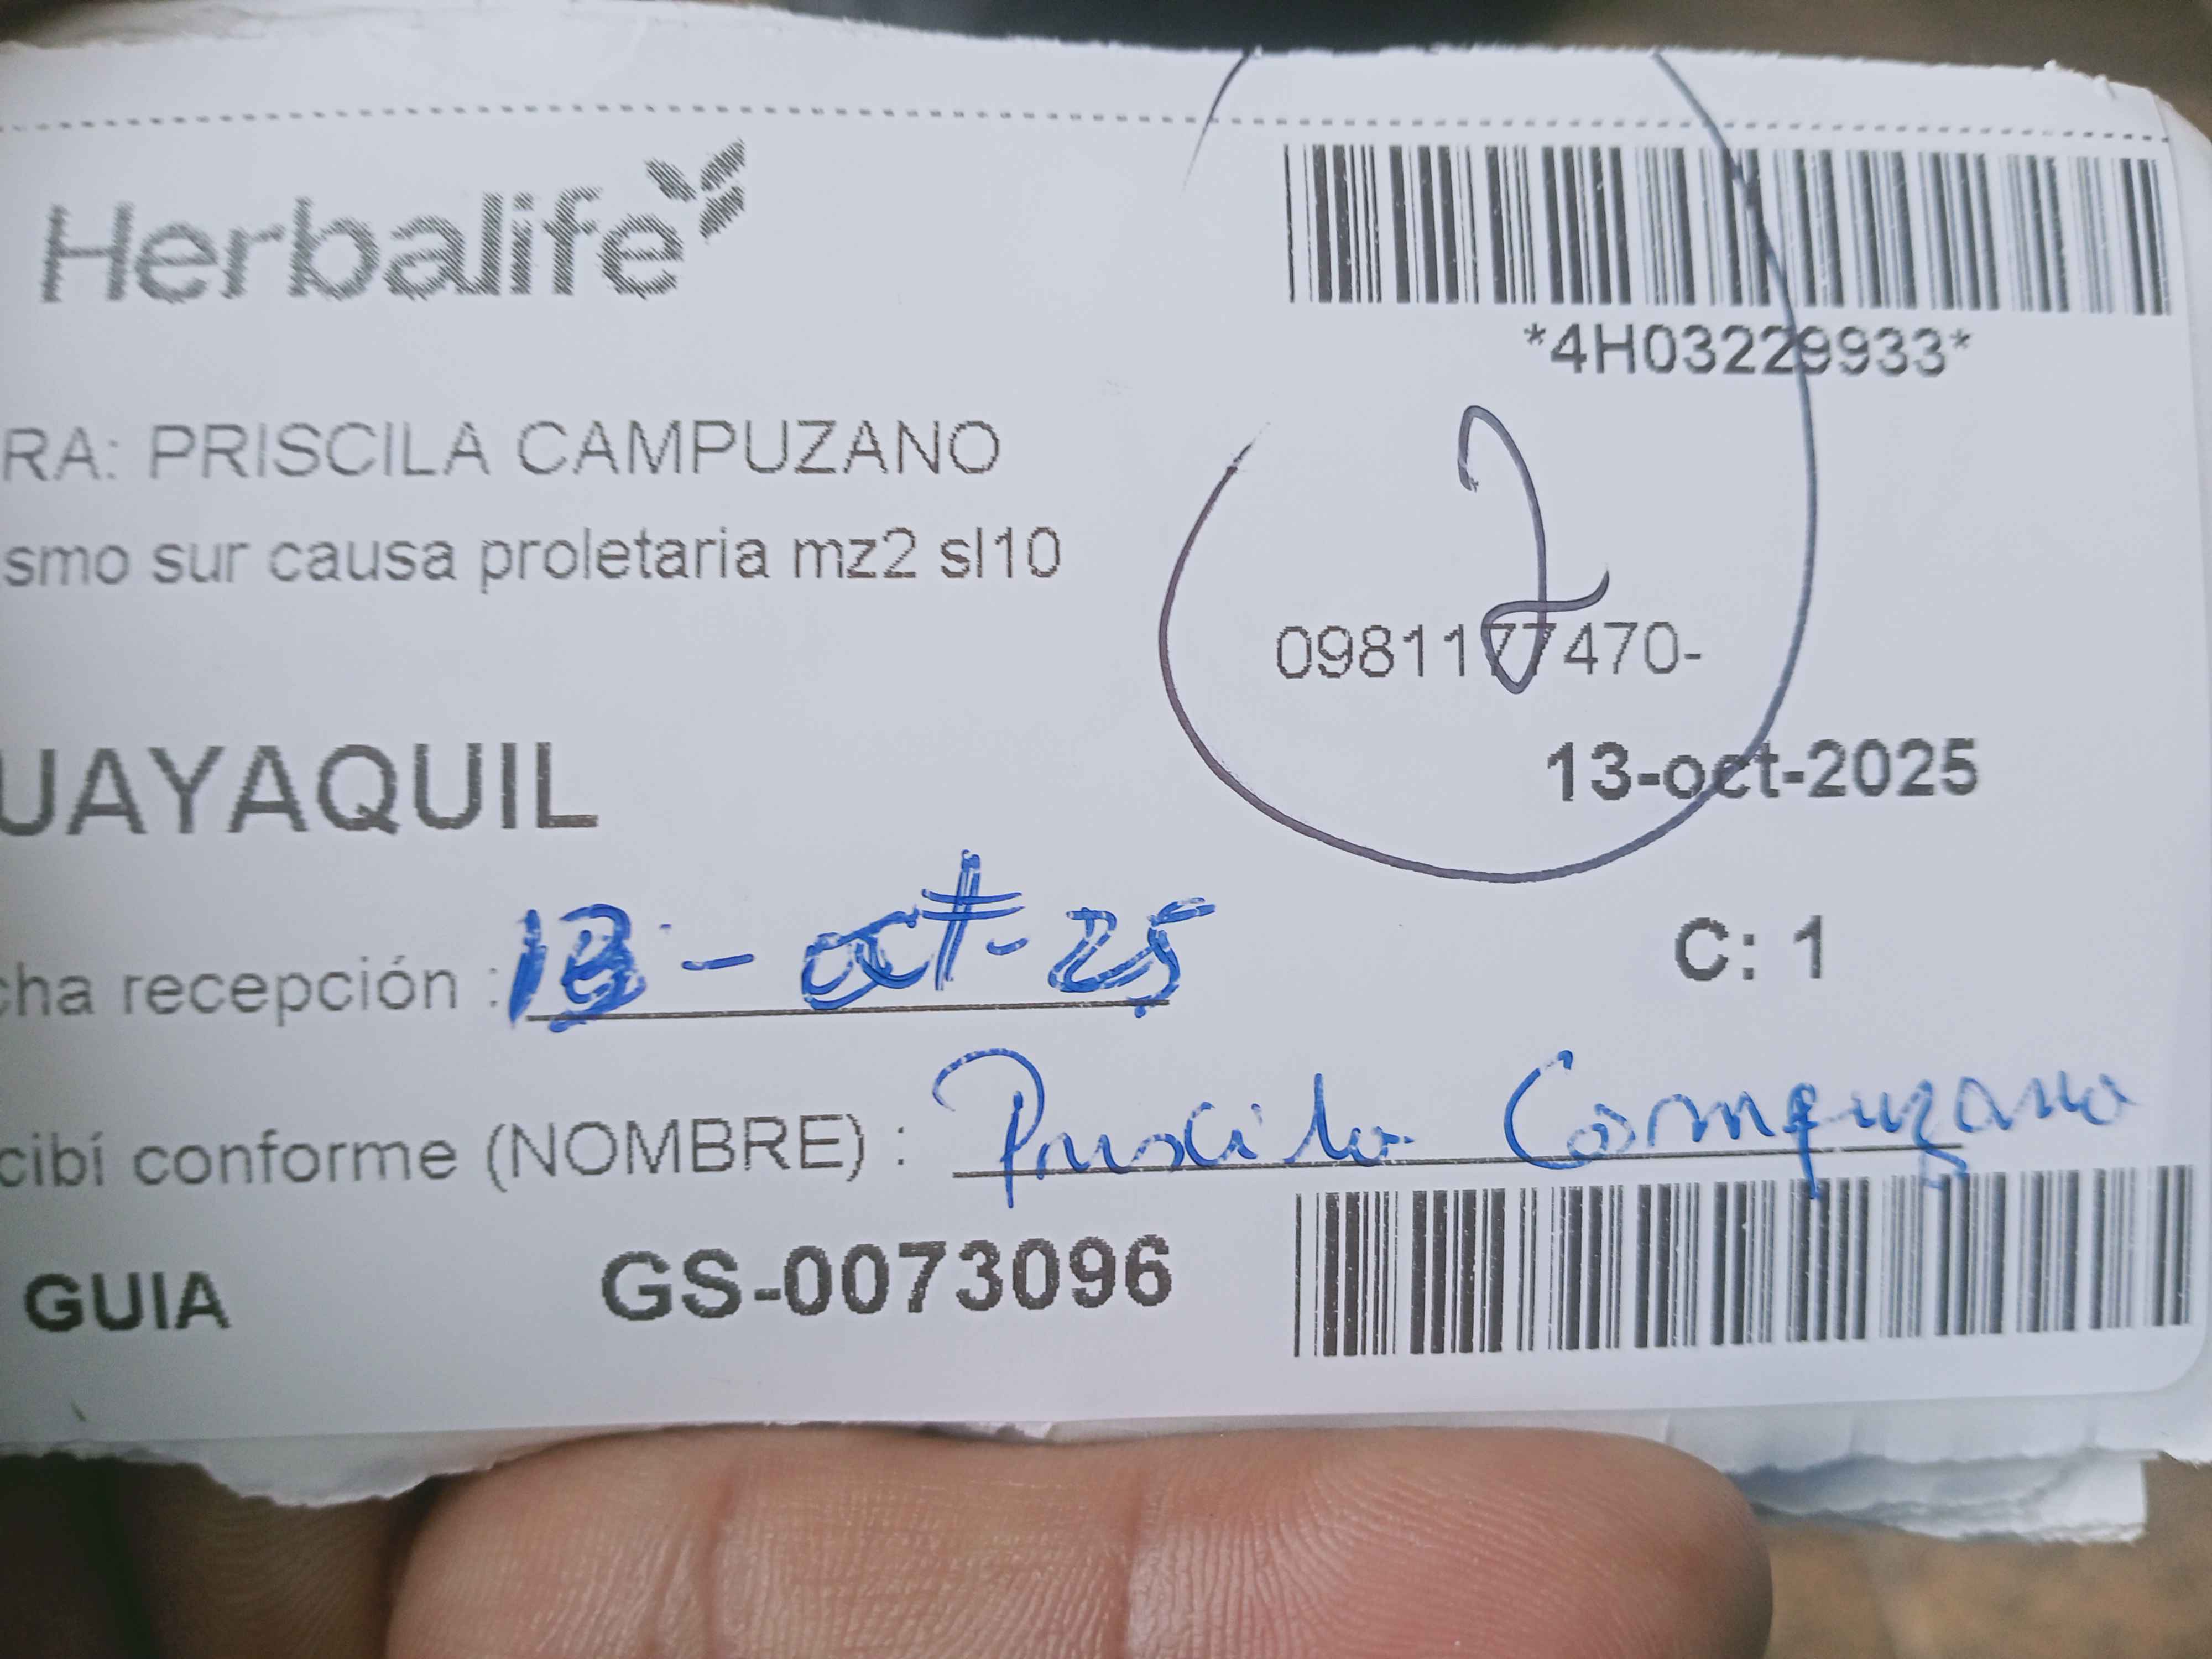 Herbalife
*4H03229933*
RA: PRISCILA CAMPUZANO
2
smo sur causa proletaria mz2 sl10
0981177470-
UAYAQUIL
13-oct-2025
cha recepción : 13 - oct - 25
C: 1
cibí conforme (NOMBRE) : Priscila Campuzano
GUIA GS-0073096